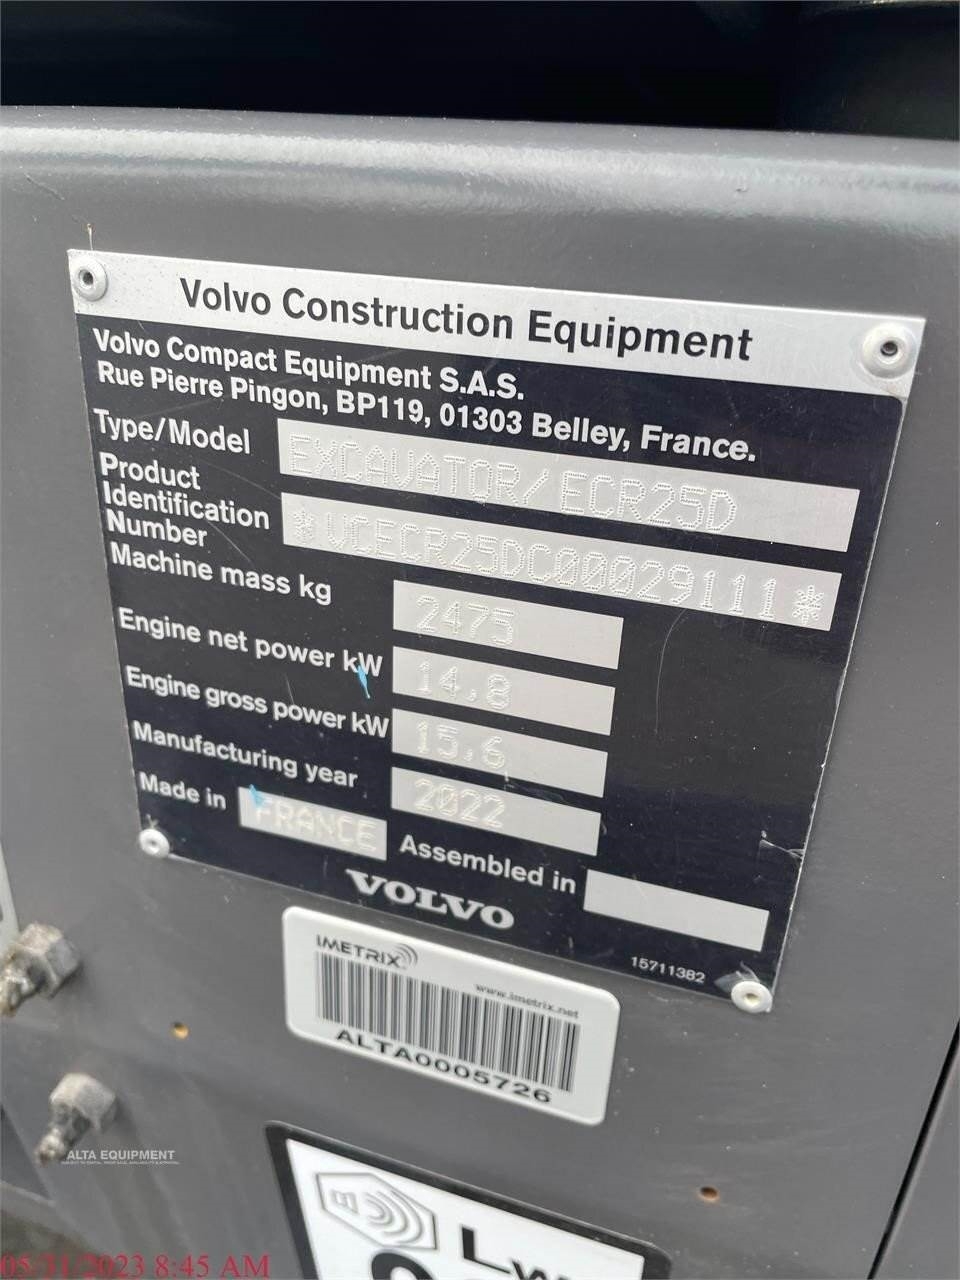 Volvo Construction Equipment
Volvo Compact Equipment S.A.S.
Rue Pierre Pingon, BP119, 01303 Belley, France.
Type/Model EXCAVATOR/ECR25D
Product
Identification
Number *VCECR25DC00029111*
Machine mass kg 2475
Engine net power kW 14.8
Engine gross power kW 15.6
Manufacturing year 2022
Made in FRANCE Assembled in
VOLVO
15711382
IMETRIX
www.imetrix.net
ALTA0005726
ALTA EQUIPMENT
LW
05/31/2023 8:45 AM